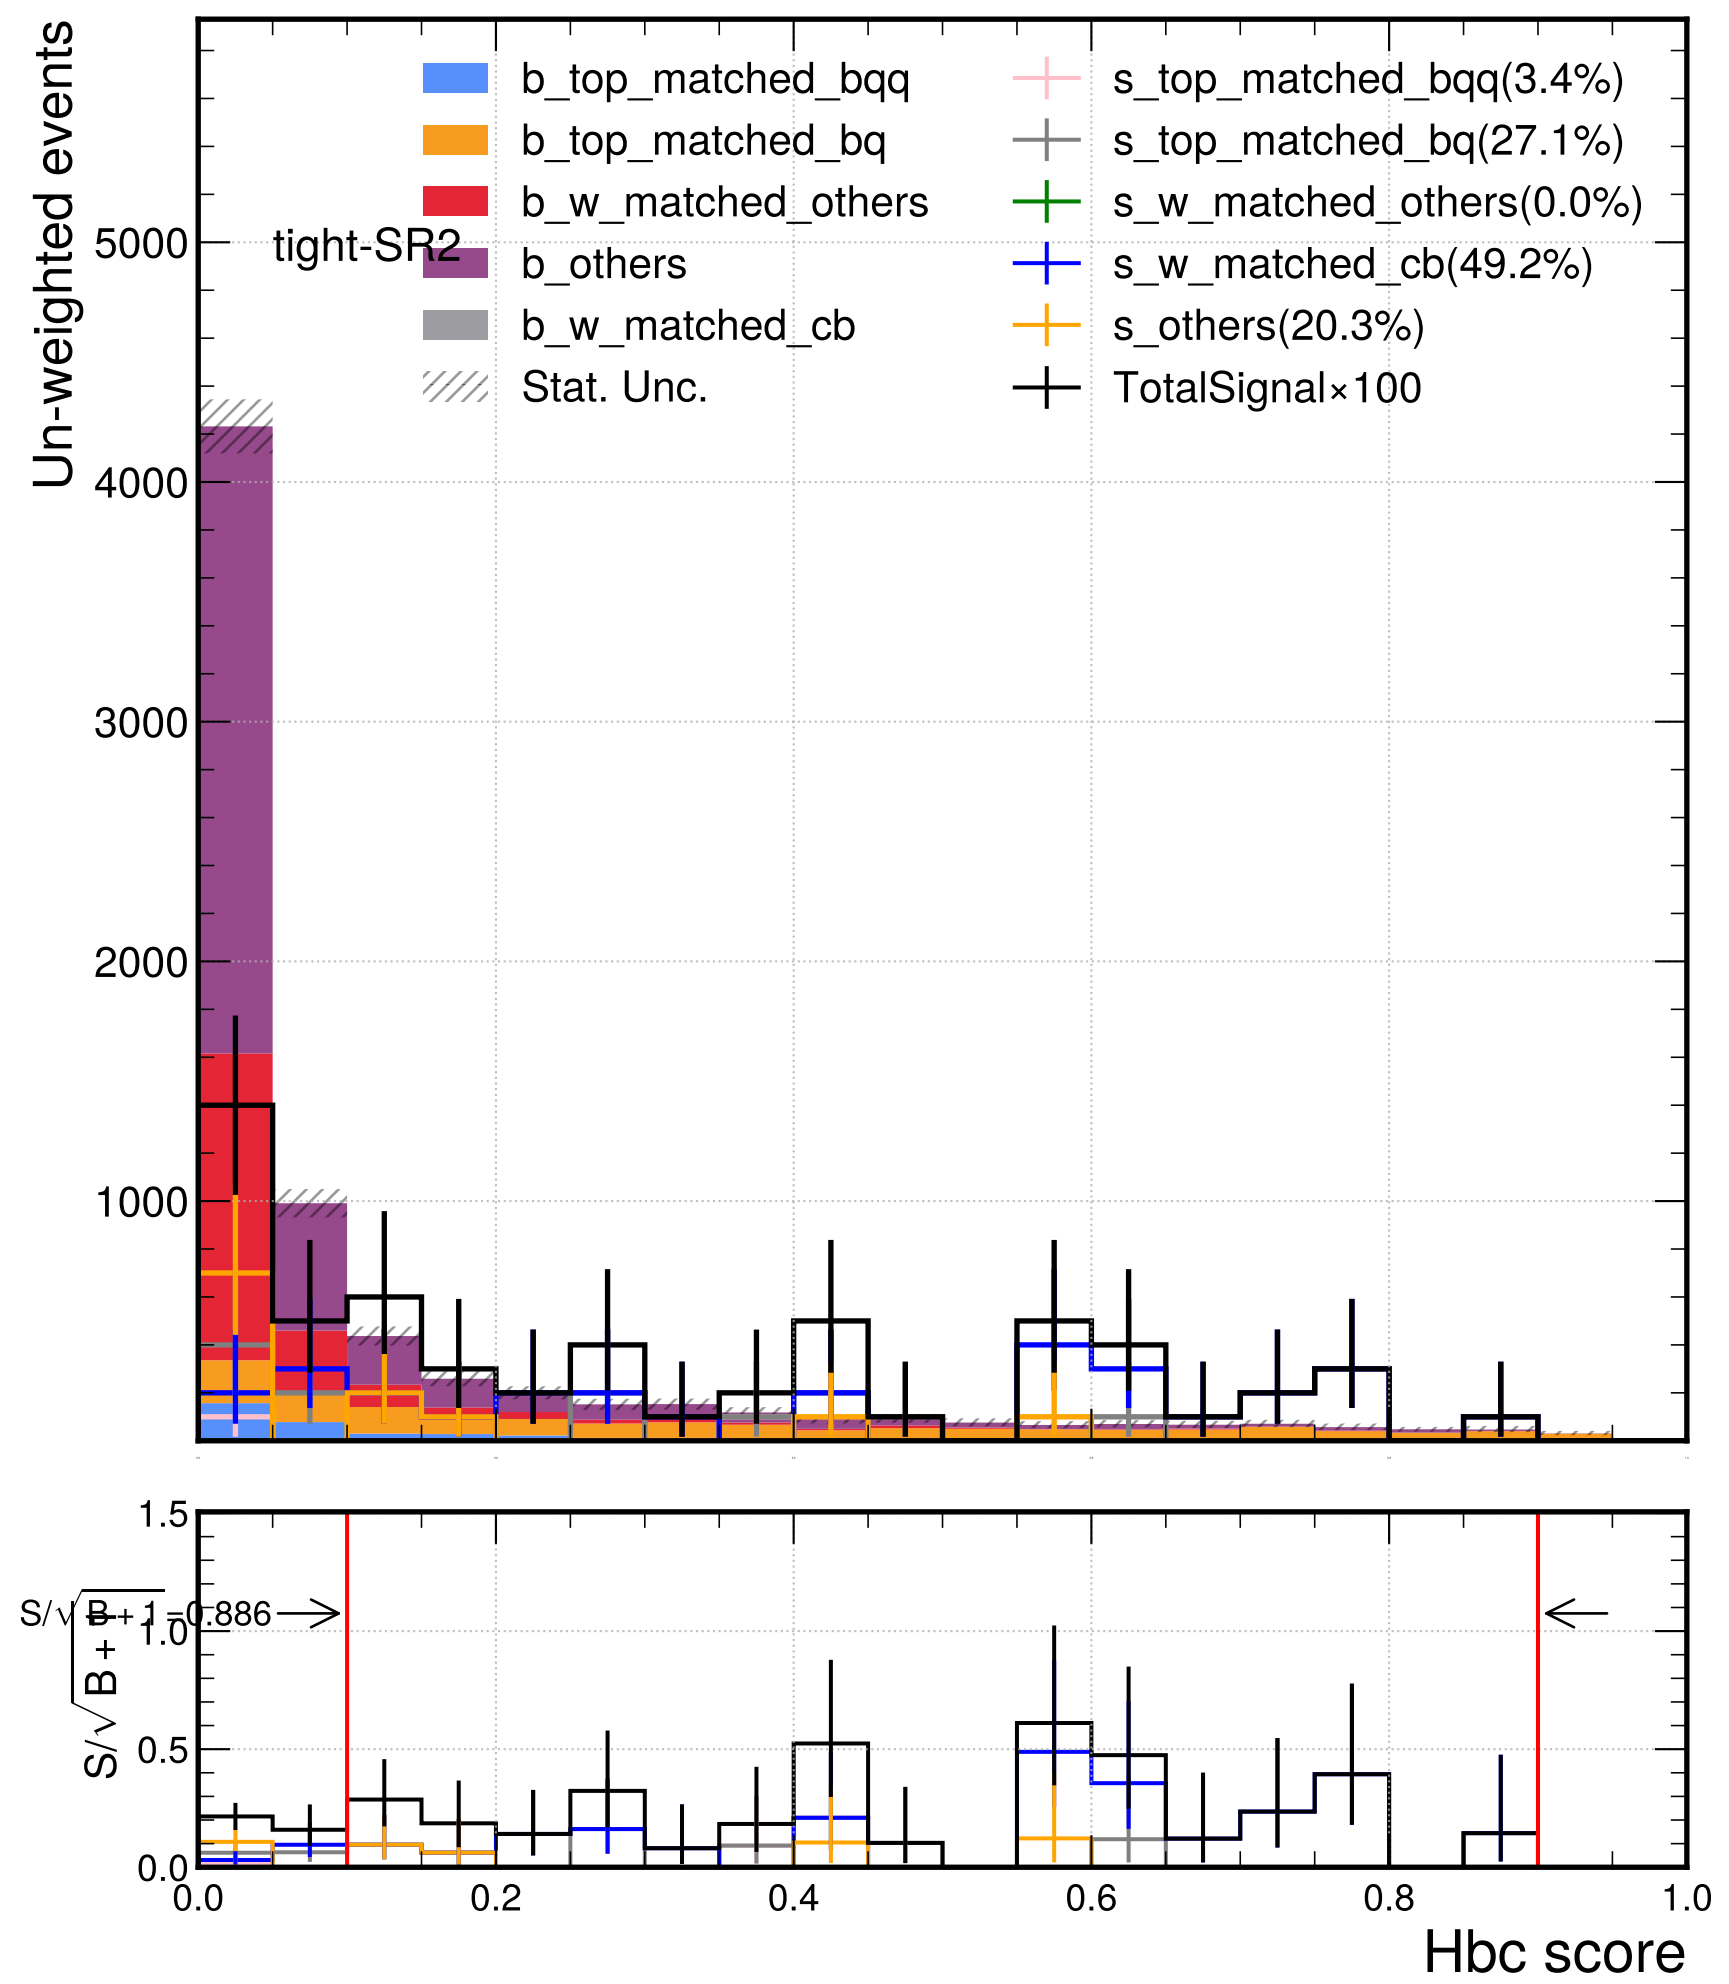 Un-weighted events
b_top_matched_bqq
b_top_matched_bq
b_w_matched_others
b_others
b_w_matched_cb
Stat. Unc.
s_top_matched_bqq(3.4%)
s_top_matched_bq(27.1%)
s_w_matched_others(0.0%)
s_w_matched_cb(49.2%)
s_others(20.3%)
TotalSignal×100
tight-SR2
5000
4000
3000
2000
1000
S/√B + 1
S/√B + 1=0.886
1.5
1.0
0.5
0.0
0.0 0.2 0.4 0.6 0.8 1.0
Hbc score